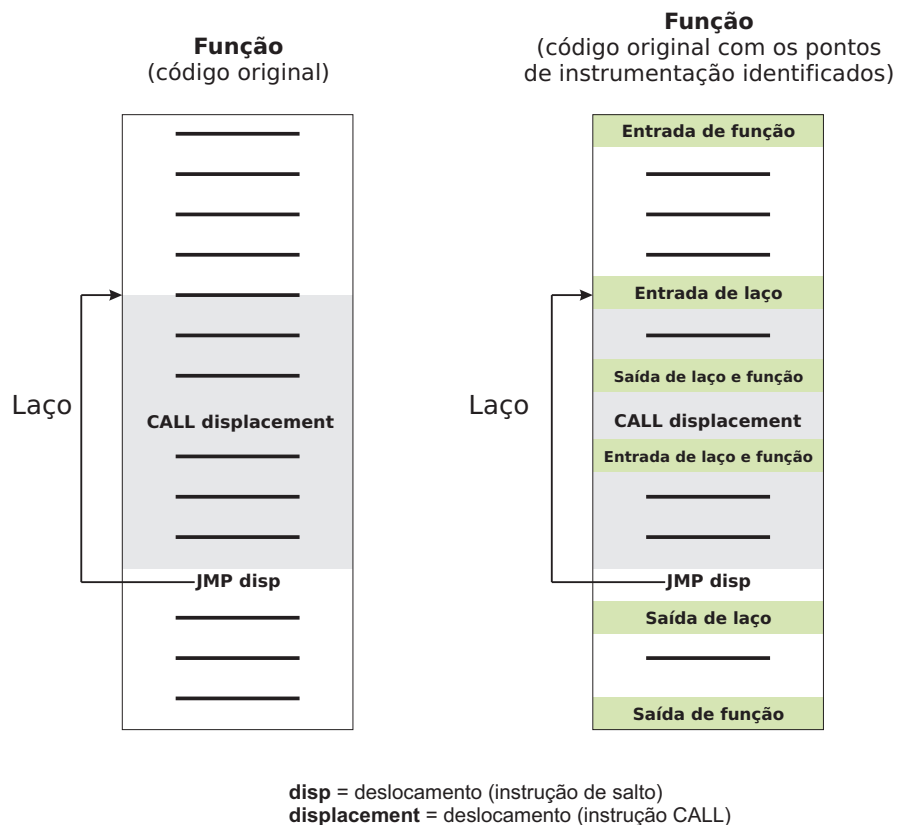 Função
(código original)
Laço
CALL displacement
JMP disp
Função
(código original com os pontos
de instrumentação identificados)
Entrada de função
Entrada de laço
Saída de laço e função
Laço
CALL displacement
Entrada de laço e função
JMP disp
Saída de laço
Saída de função
disp = deslocamento (instrução de salto)
displacement = deslocamento (instrução CALL)